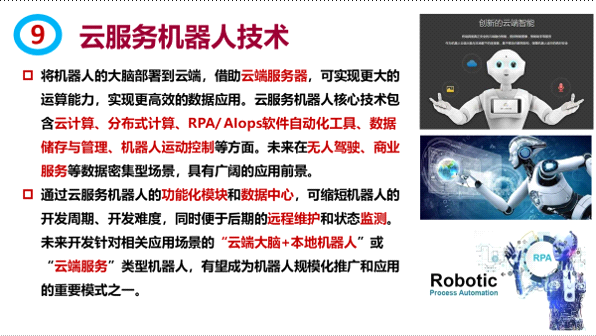 9
云服务机器人技术
将机器人的大脑部署到云端，借助云端服务器，可实现更大的
运算能力，实现更高效的数据应用。云服务机器人核心技术包
含云计算、分布式计算、RPA/ AIops软件自动化工具、数据
储存与管理、机器人运动控制等方面。未来在无人驾驶、商业
服务等数据密集型场景，具有广阔的应用前景。
通过云服务机器人的功能化模块和数据中心，可缩短机器人的
开发周期、开发难度，同时便于后期的远程维护和状态监测。
未来开发针对相关应用场景的“云端大脑+本地机器人”或
“云端服务”类型机器人，有望成为机器人规模化推广和应用
的重要模式之一。
创新的云端智能
RPA
Robotic
Process Automation